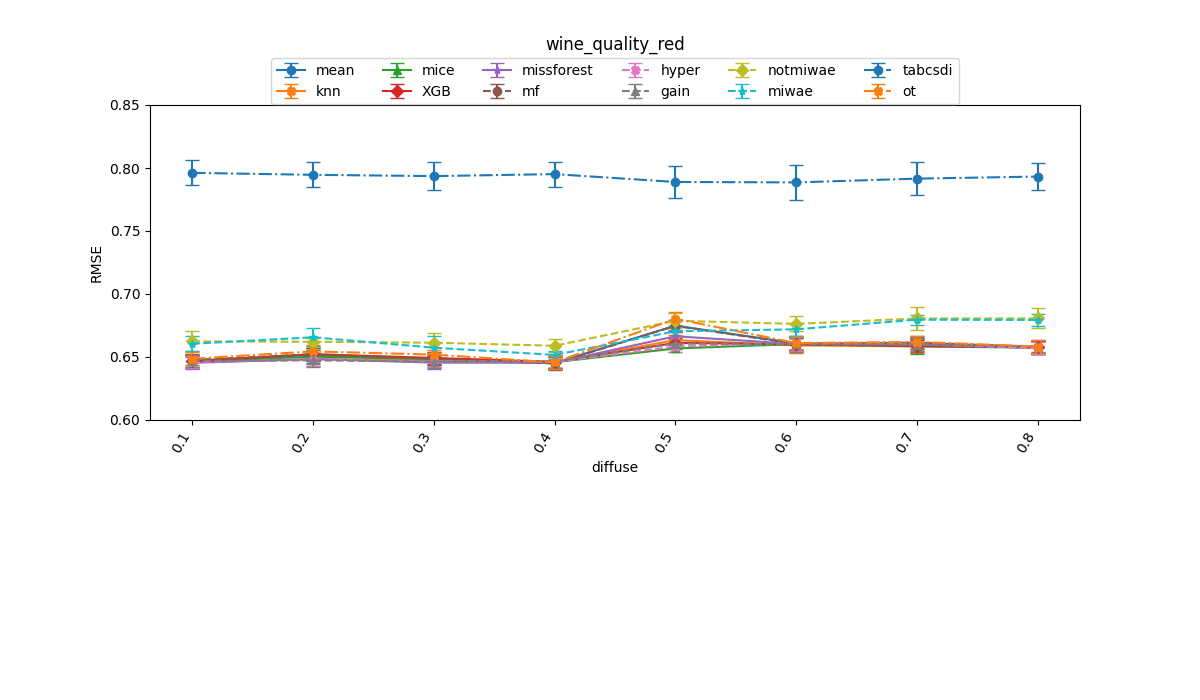 wine_quality_red
mean mice missforest hyper notmiwae tabcsdi
knn XGB mf gain miwae ot
0.85
0.80
0.75
0.70
0.65
0.60
RMSE
0.1 0.2 0.3 0.4 0.5 0.6 0.7 0.8
diffuse